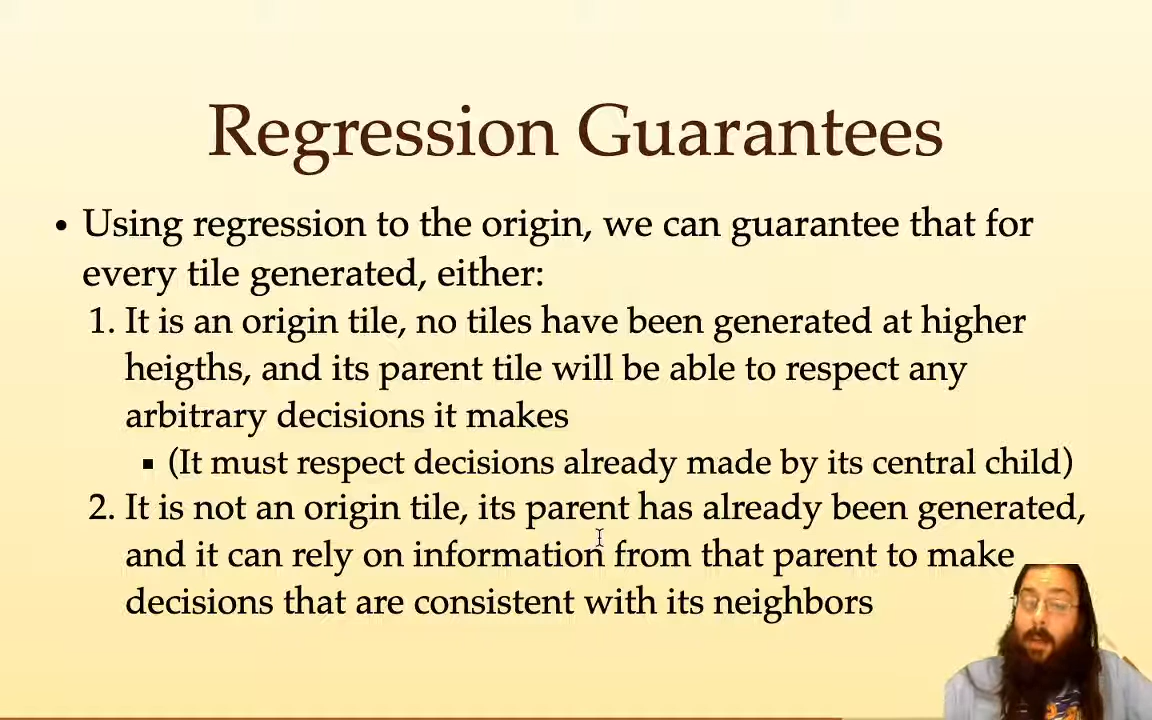 Regression Guarantees
• Using regression to the origin, we can guarantee that for
every tile generated, either:
1. It is an origin tile, no tiles have been generated at higher
heigths, and its parent tile will be able to respect any
arbitrary decisions it makes
▪ (It must respect decisions already made by its central child)
2. It is not an origin tile, its parent has already been generated,
and it can rely on information from that parent to make
decisions that are consistent with its neighbors